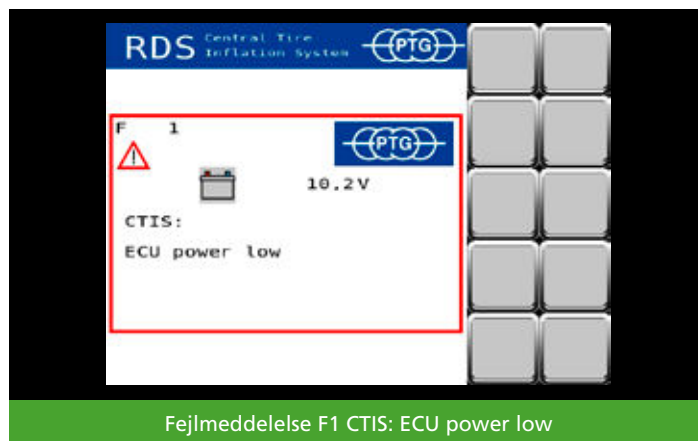 RDS Central Tire
Inflation System
PTG
F 1
PTG
10.2V
CTIS:
ECU power low
Fejlmeddelelse F1 CTIS: ECU power low